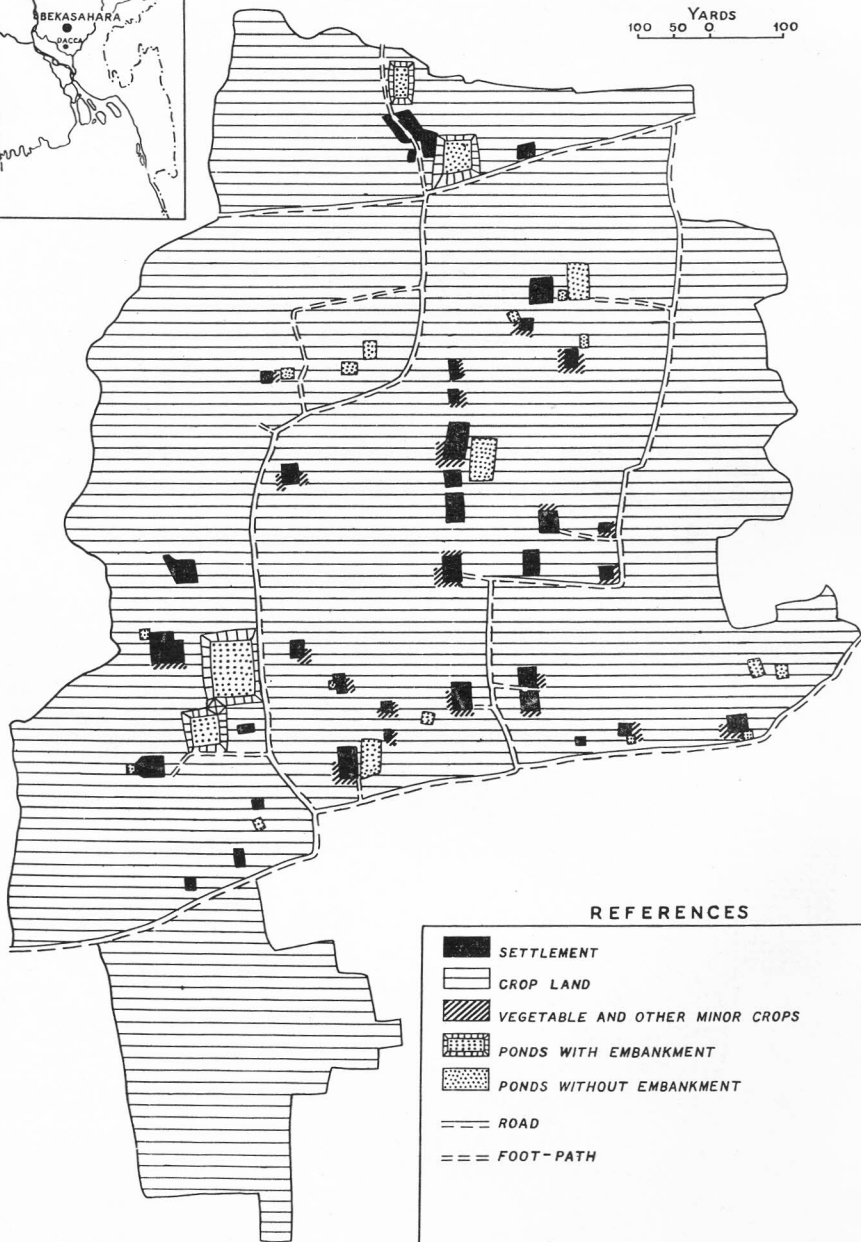 BEKASAHARA
DACCA
YARDS
100 50 0 100
REFERENCES
SETTLEMENT
CROP LAND
VEGETABLE AND OTHER MINOR CROPS
PONDS WITH EMBANKMENT
PONDS WITHOUT EMBANKMENT
ROAD
FOOT-PATH